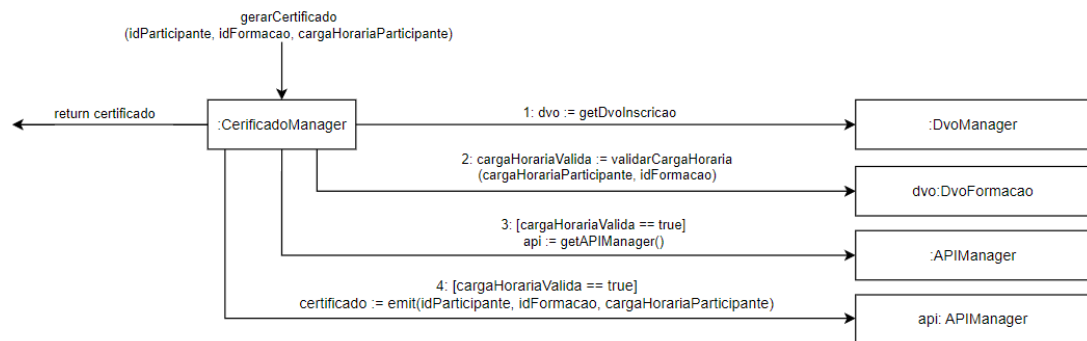 gerarCertificado
(idParticipante, idFormacao, cargaHorariaParticipante)
return certificado
:CerificadoManager
1: dvo := getDvoInscricao
:DvoManager
2: cargaHorariaValida := validarCargaHoraria
(cargaHorariaParticipante, idFormacao)
dvo:DvoFormacao
3: [cargaHorariaValida == true]
api := getAPIManager()
:APIManager
4: [cargaHorariaValida == true]
certificado := emit(idParticipante, idFormacao, cargaHorariaParticipante)
api: APIManager